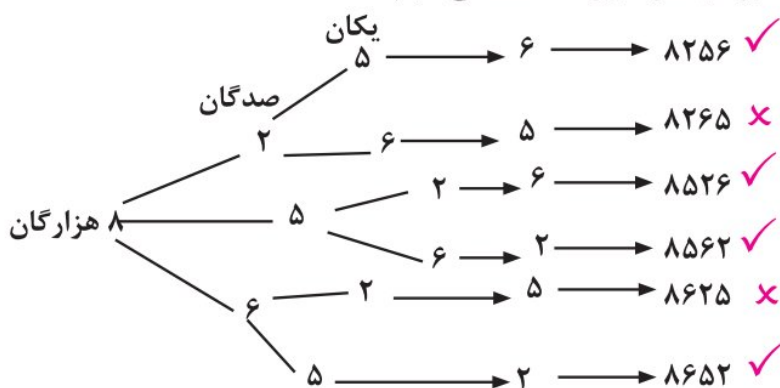 یکان
۵ ۶ ۸۲۵۶ ✓
صدگان
۲ ۶ ۵ ۸۲۶۵ ×
۸ هزارگان
۵ ۲ ۶ ۸۵۲۶ ✓
۶ ۲ ۸۵۶۲ ✓
۶ ۲ ۵ ۸۶۲۵ ×
۵ ۲ ۸۶۵۲ ✓